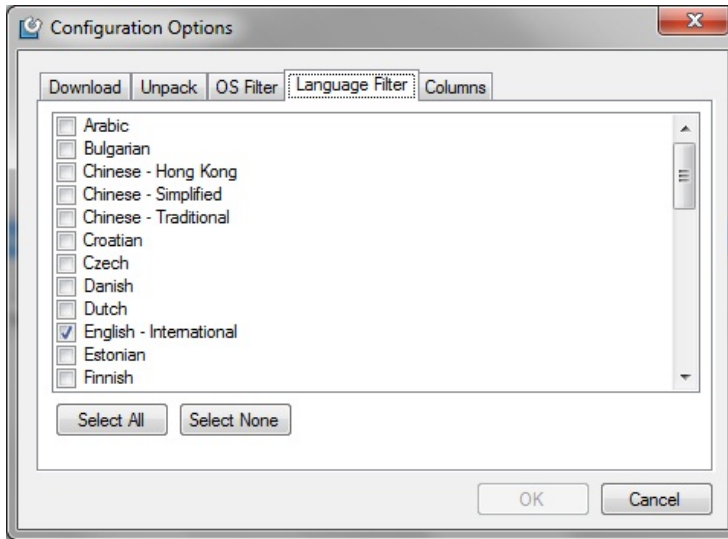 Configuration Options
Download Unpack OS Filter Language Filter Columns
Arabic
Bulgarian
Chinese - Hong Kong
Chinese - Simplified
Chinese - Traditional
Croatian
Czech
Danish
Dutch
English - International
Estonian
Finnish
Select All Select None
OK Cancel